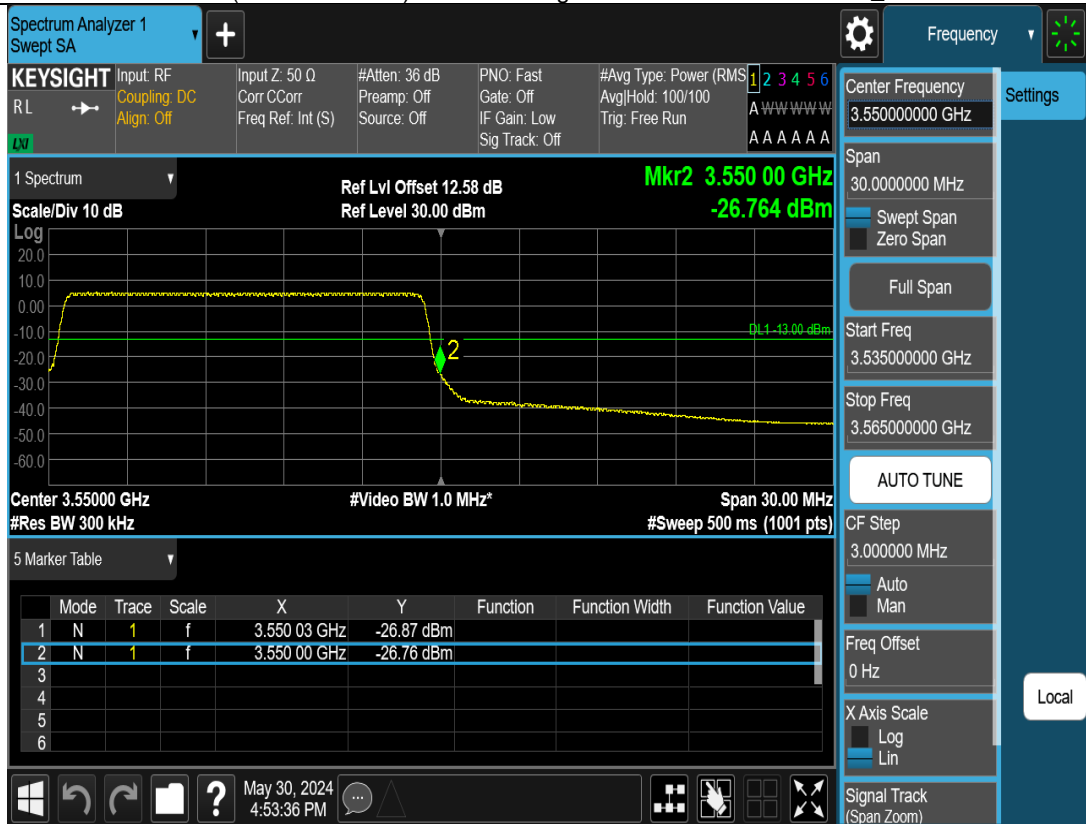 Spectrum Analyzer 1
Swept SA
+
Frequency
KEYSIGHT
RL
LXI
Input: RF
Coupling: DC
Align: Off
Input Z: 50 Ω
Corr CCorr
Freq Ref: Int (S)
#Atten: 36 dB
Preamp: Off
Source: Off
PNO: Fast
Gate: Off
IF Gain: Low
Sig Track: Off
#Avg Type: Power (RMS
Avg|Hold: 100/100
Trig: Free Run
1 2 3 4 5 6
A W W W W W
A A A A A A
1 Spectrum
Scale/Div 10 dB
Ref Lvl Offset 12.58 dB
Ref Level 30.00 dBm
Mkr2 3.550 00 GHz
-26.764 dBm
Log
20.0
10.0
0.00
-10.0
-20.0
-30.0
-40.0
-50.0
-60.0
DL1 -13.00 dBm
2
Center 3.55000 GHz
#Res BW 300 kHz
#Video BW 1.0 MHz*
Span 30.00 MHz
#Sweep 500 ms (1001 pts)
5 Marker Table
Mode Trace Scale X Y Function Function Width Function Value
1 N 1 f 3.550 03 GHz -26.87 dBm
2 N 1 f 3.550 00 GHz -26.76 dBm
3
4
5
6
?
May 30, 2024
4:53:36 PM
Center Frequency
3.550000000 GHz
Settings
Span
30.0000000 MHz
Swept Span
Zero Span
Full Span
Start Freq
3.535000000 GHz
Stop Freq
3.565000000 GHz
AUTO TUNE
CF Step
3.000000 MHz
Auto
Man
Freq Offset
0 Hz
Local
X Axis Scale
Log
Lin
Signal Track
(Span Zoom)